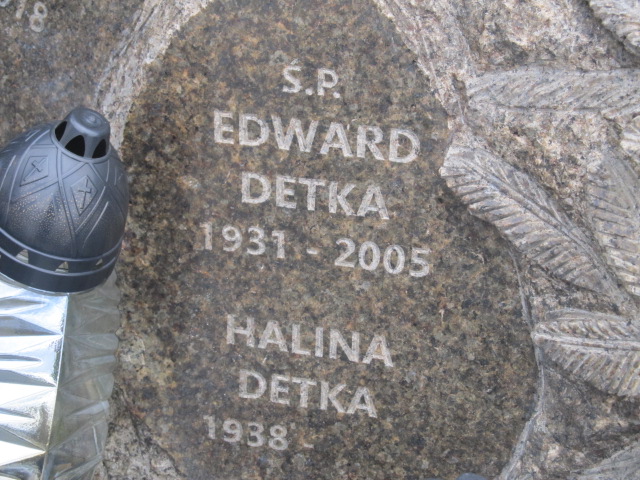 Ś.P.
EDWARD
DETKA
1931 - 2005
HALINA
DETKA
1938 -